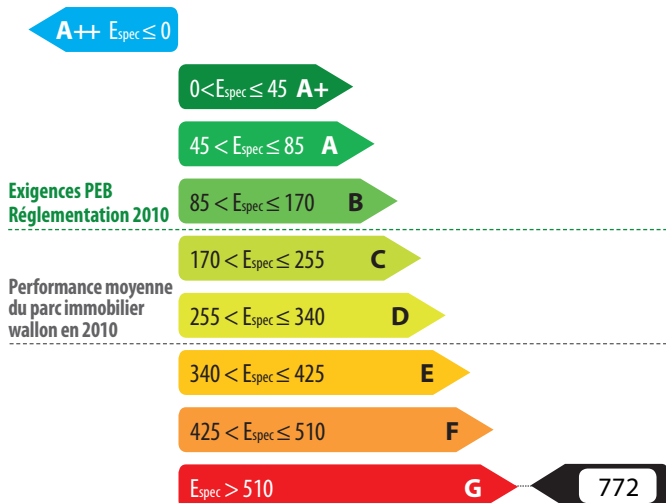 A++ Espec ≤ 0
0<Espec ≤ 45 A+
45 < Espec ≤ 85 A
Exigences PEB
Réglementation 2010
85 < Espec ≤ 170 B
170 < Espec ≤ 255 C
Performance moyenne
du parc immobilier
wallon en 2010
255 < Espec ≤ 340 D
340 < Espec ≤ 425 E
425 < Espec ≤ 510 F
Espec > 510 G 772